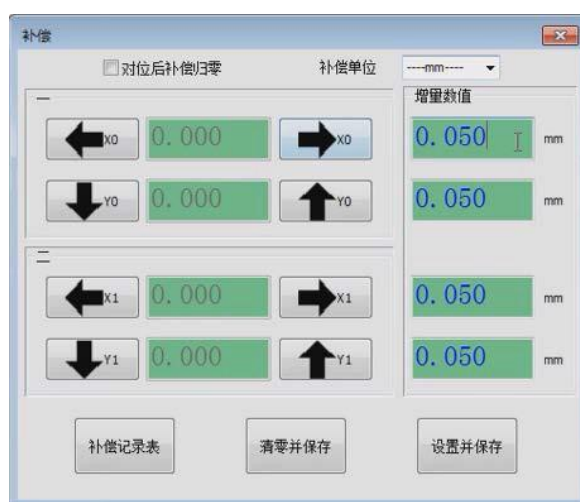 补偿
对位后补偿归零 补偿单位 ----mm----
一 增量数值
X0 0.000 X0 0.050 mm
Y0 0.000 Y0 0.050 mm
二
X1 0.000 X1 0.050 mm
Y1 0.000 Y1 0.050 mm
补偿记录表 清零并保存 设置并保存